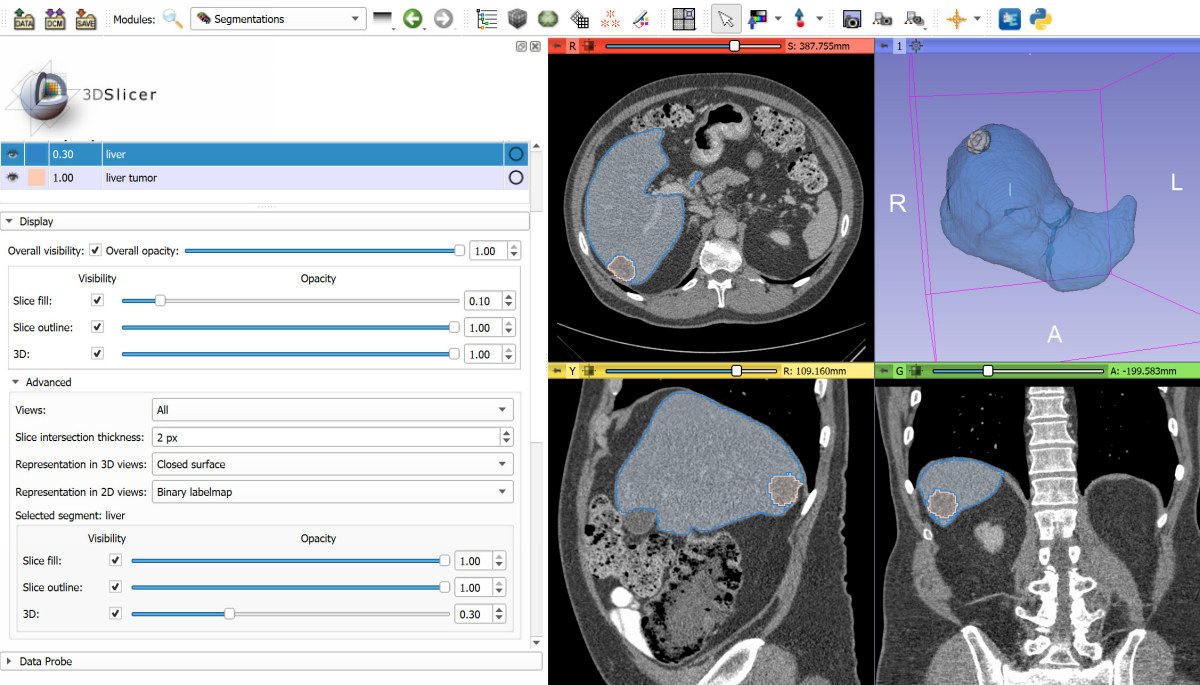 DATA DCM SAVE Modules: Segmentations
3DSlicer
0.30 liver
1.00 liver tumor
Display
Overall visibility: Overall opacity: 1.00
Visibility Opacity
Slice fill: 0.10
Slice outline: 1.00
3D: 1.00
Advanced
Views: All
Slice intersection thickness: 2 px
Representation in 3D views: Closed surface
Representation in 2D views: Binary labelmap
Selected segment: liver
Visibility Opacity
Slice fill: 1.00
Slice outline: 1.00
3D: 0.30
Data Probe
R S: 387.755mm
1
R
L
I
A
Y R: 109.160mm
G A: -199.583mm